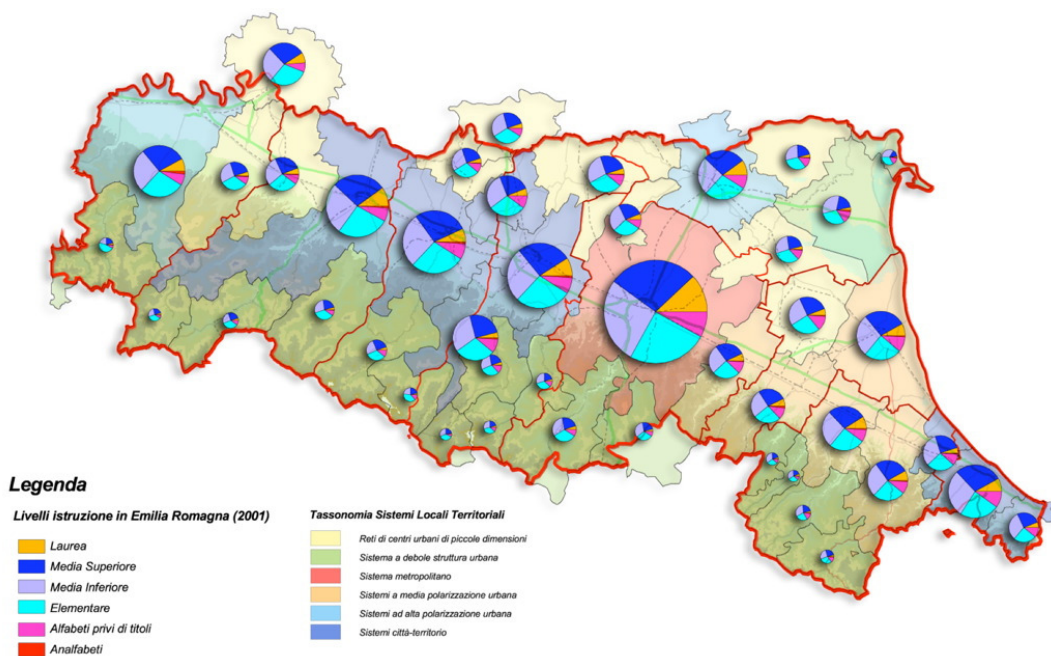 Legenda
Livelli istruzione in Emilia Romagna (2001)
Laurea
Media Superiore
Media Inferiore
Elementare
Alfabeti privi di titoli
Analfabeti
Tassonomia Sistemi Locali Territoriali
Reti di centri urbani di piccole dimensioni
Sistema a debole struttura urbana
Sistema metropolitano
Sistemi a media polarizzazione urbana
Sistemi ad alta polarizzazione urbana
Sistemi città-territorio